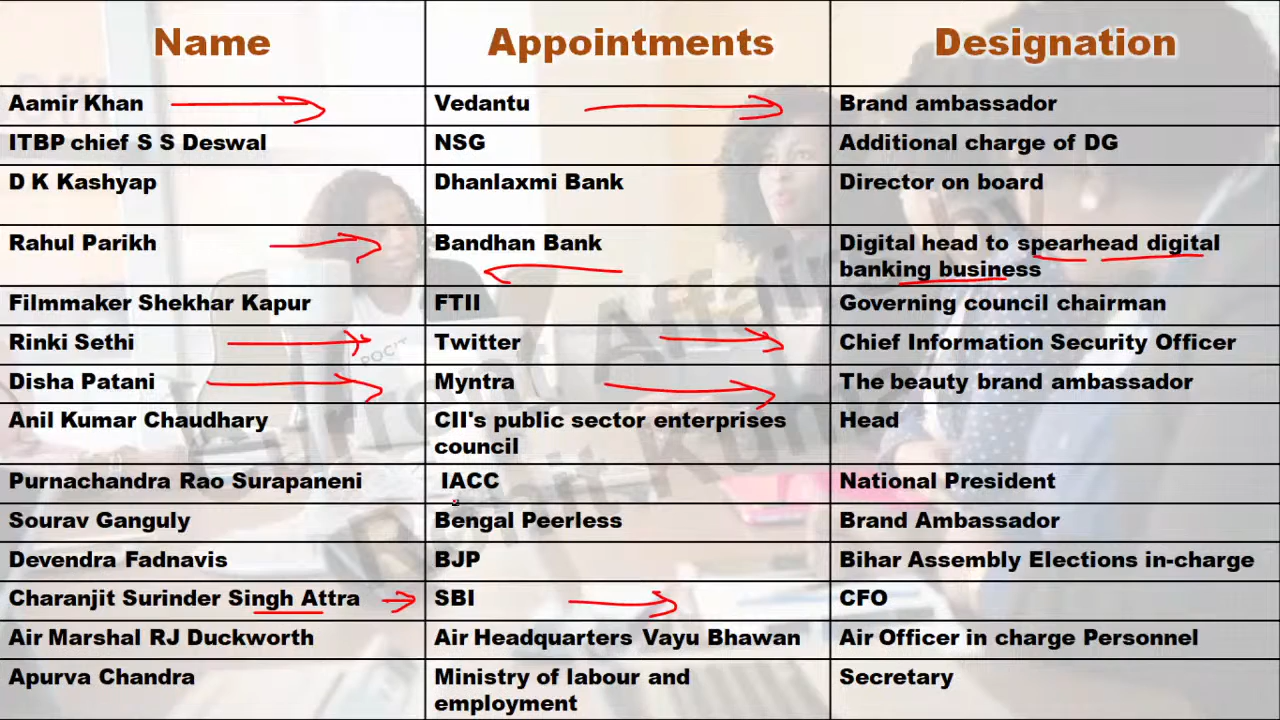 Name Appointments Designation
Aamir Khan Vedantu Brand ambassador
ITBP chief S S Deswal NSG Additional charge of DG
D K Kashyap Dhanlaxmi Bank Director on board
Rahul Parikh Bandhan Bank Digital head to spearhead digital
banking business
Filmmaker Shekhar Kapur FTII Governing council chairman
Rinki Sethi Twitter Chief Information Security Officer
Disha Patani Myntra The beauty brand ambassador
Anil Kumar Chaudhary CII's public sector enterprises Head
council
Purnachandra Rao Surapaneni IACC National President
Sourav Ganguly Bengal Peerless Brand Ambassador
Devendra Fadnavis BJP Bihar Assembly Elections in-charge
Charanjit Surinder Singh Attra SBI CFO
Air Marshal RJ Duckworth Air Headquarters Vayu Bhawan Air Officer in charge Personnel
Apurva Chandra Ministry of labour and Secretary
employment
Current Affairs